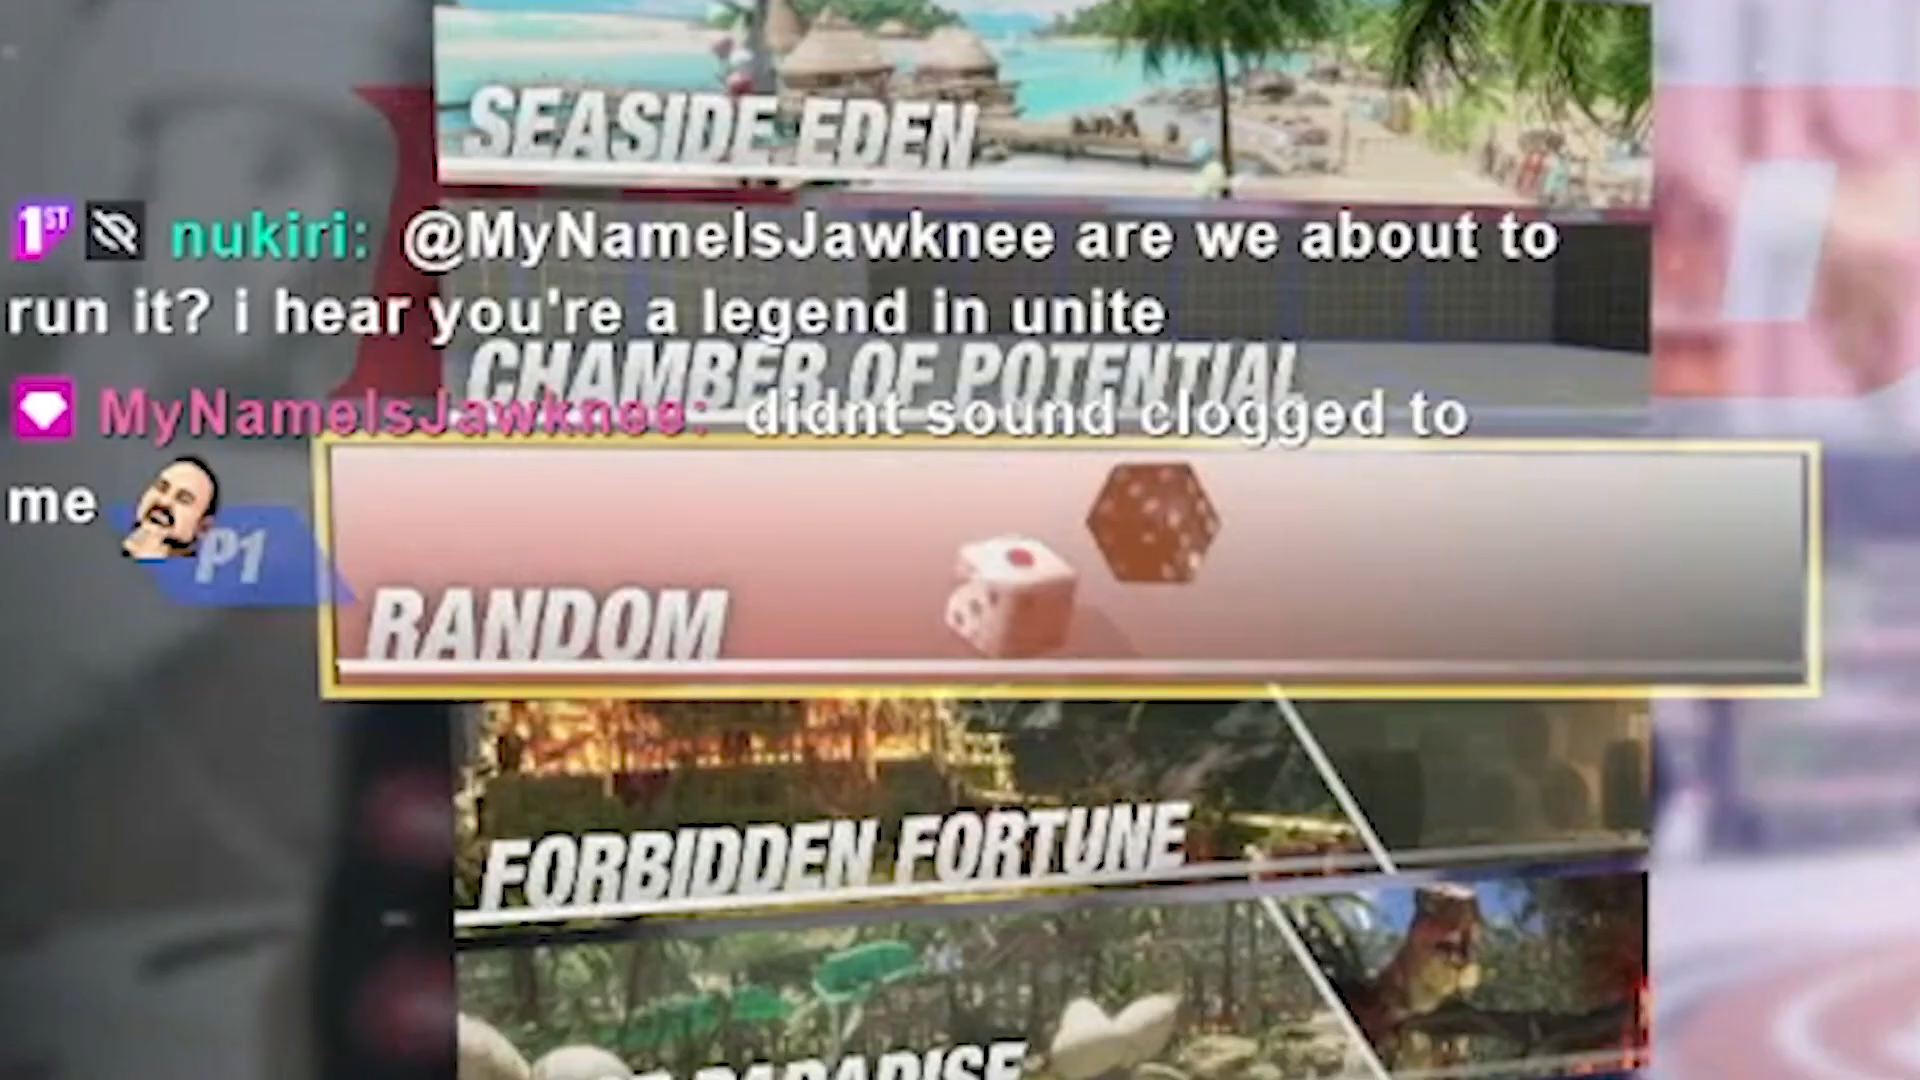 SEASIDE EDEN
1ST nukiri: @MyNameIsJawknee are we about to
run it? i hear you're a legend in unite
CHAMBER OF POTENTIAL
MyNameIsJawknee: didnt sound clogged to
me
P1
RANDOM
FORBIDDEN FORTUNE
PARADISE